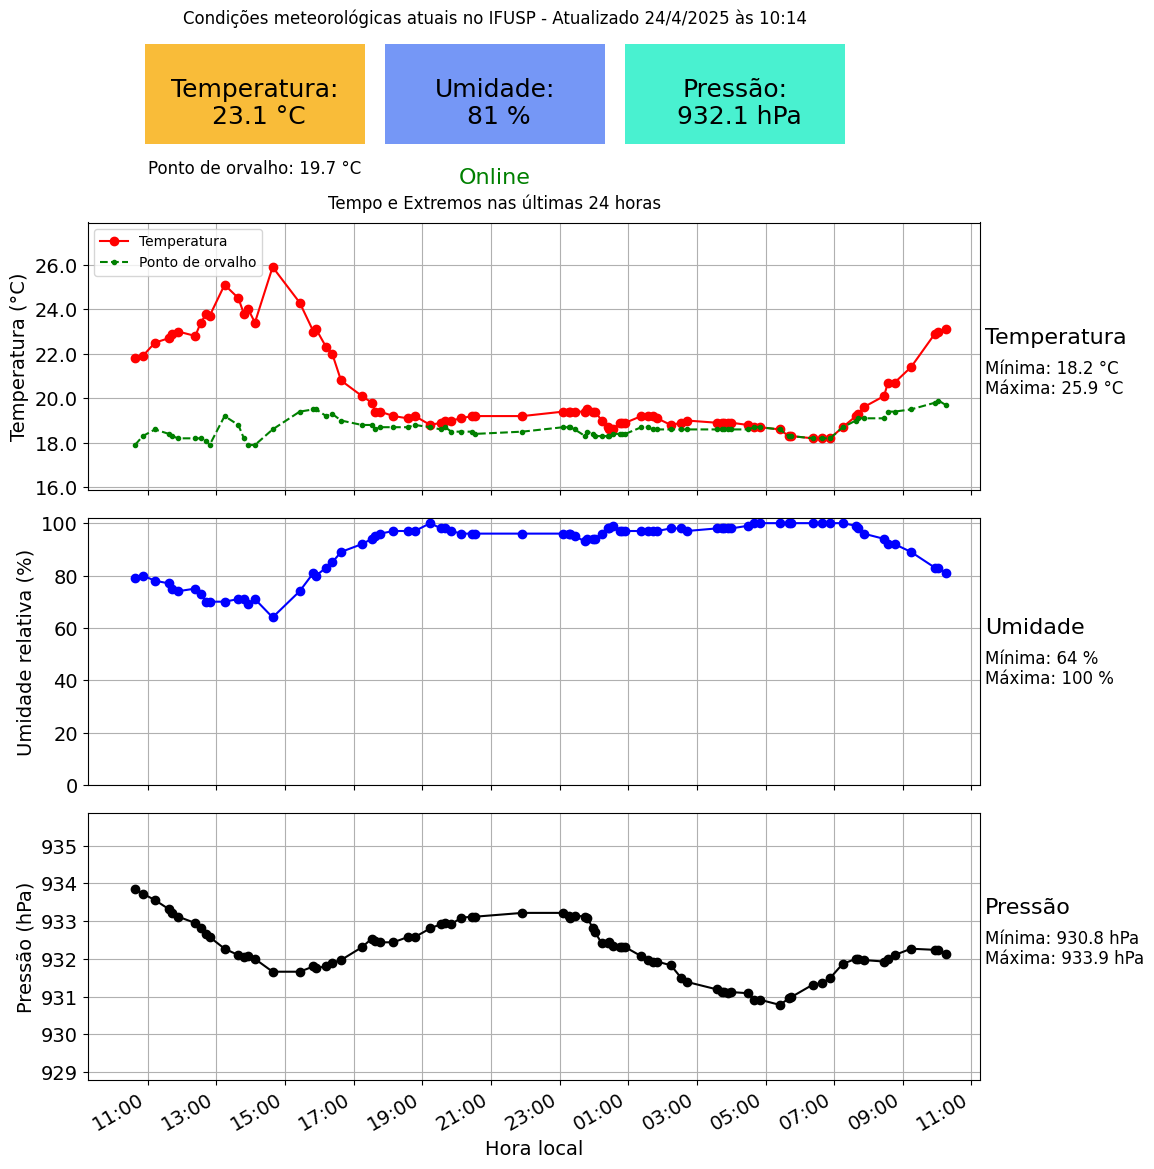 Condições meteorológicas atuais no IFUSP - Atualizado 24/4/2025 às 10:14
Temperatura:
23.1 °C
Umidade:
81 %
Pressão:
932.1 hPa
Ponto de orvalho: 19.7 °C
Online
Tempo e Extremos nas últimas 24 horas
Temperatura (°C)
26.0
24.0
22.0
20.0
18.0
16.0
Temperatura
Ponto de orvalho
Temperatura
Mínima: 18.2 °C
Máxima: 25.9 °C
Umidade relativa (%)
100
80
60
40
20
0
Umidade
Mínima: 64 %
Máxima: 100 %
Pressão (hPa)
935
934
933
932
931
930
929
Pressão
Mínima: 930.8 hPa
Máxima: 933.9 hPa
11:00 13:00 15:00 17:00 19:00 21:00 23:00 01:00 03:00 05:00 07:00 09:00 11:00
Hora local